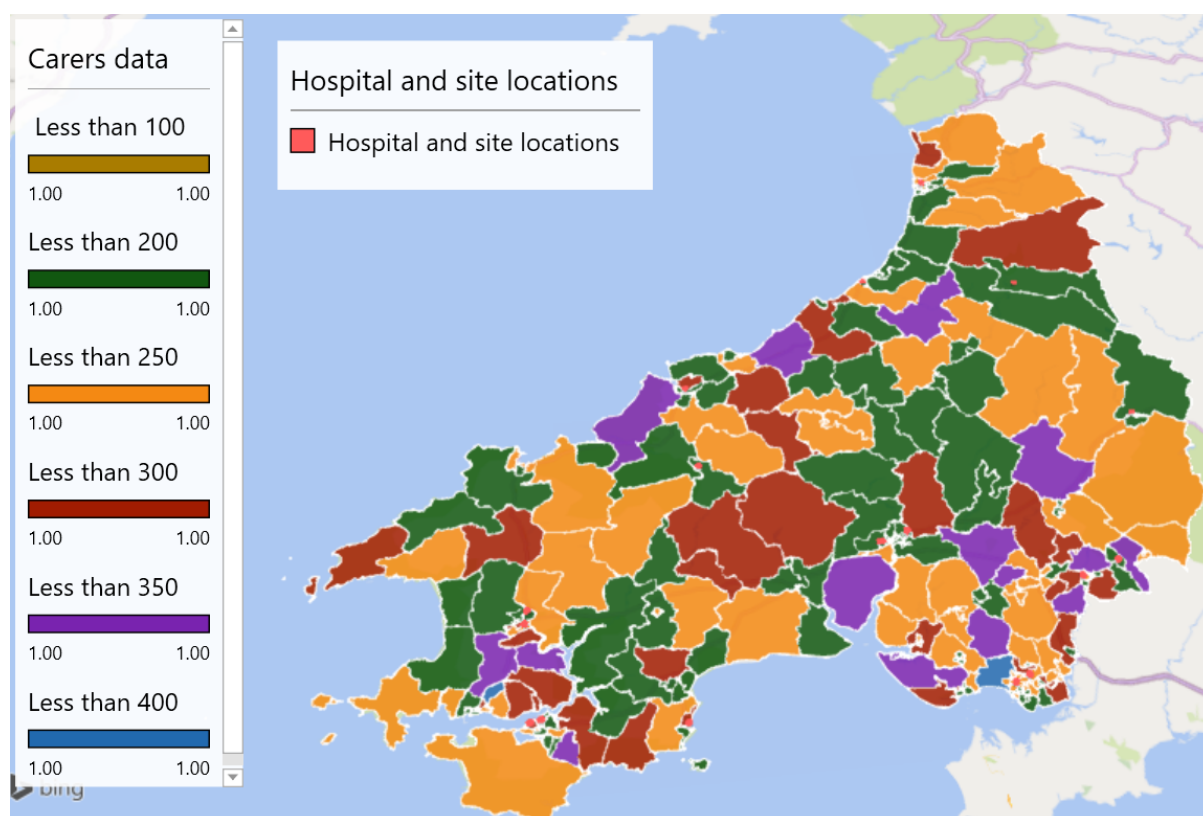 Carers data
Less than 100
1.00 1.00
Less than 200
1.00 1.00
Less than 250
1.00 1.00
Less than 300
1.00 1.00
Less than 350
1.00 1.00
Less than 400
1.00 1.00
Hospital and site locations
Hospital and site locations
bing